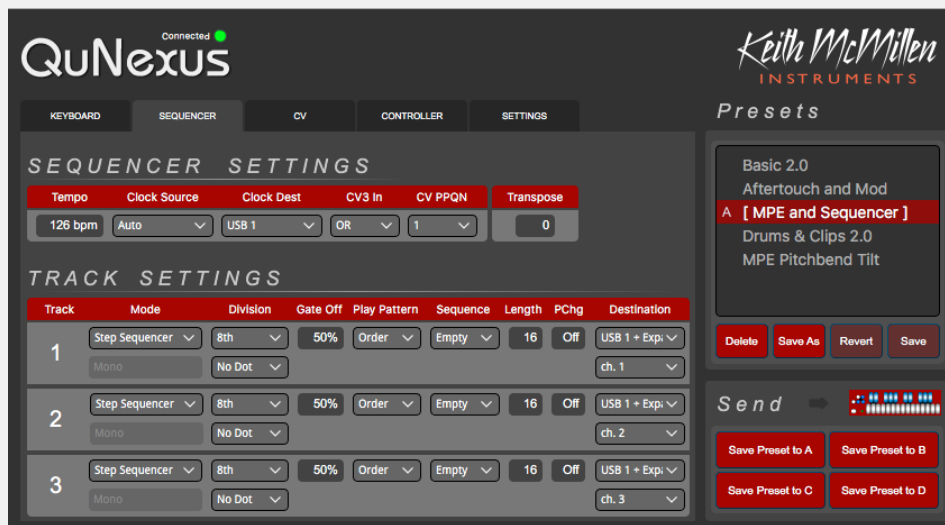 Connected
QuNexus
Keith McMillen
INSTRUMENTS
KEYBOARD SEQUENCER CV CONTROLLER SETTINGS
SEQUENCER SETTINGS
Tempo Clock Source Clock Dest CV3 In CV PPQN Transpose
126 bpm Auto USB 1 OR 1 0
TRACK SETTINGS
Track Mode Division Gate Off Play Pattern Sequence Length PChg Destination
1 Step Sequencer 8th 50% Order Empty 16 Off USB 1 + Expa
Mono No Dot ch. 1
2 Step Sequencer 8th 50% Order Empty 16 Off USB 1 + Expa
Mono No Dot ch. 2
3 Step Sequencer 8th 50% Order Empty 16 Off USB 1 + Expa
Mono No Dot ch. 3
Presets
Basic 2.0
Aftertouch and Mod
A [ MPE and Sequencer ]
Drums & Clips 2.0
MPE Pitchbend Tilt
Delete Save As Revert Save
Send
Save Preset to A Save Preset to B
Save Preset to C Save Preset to D